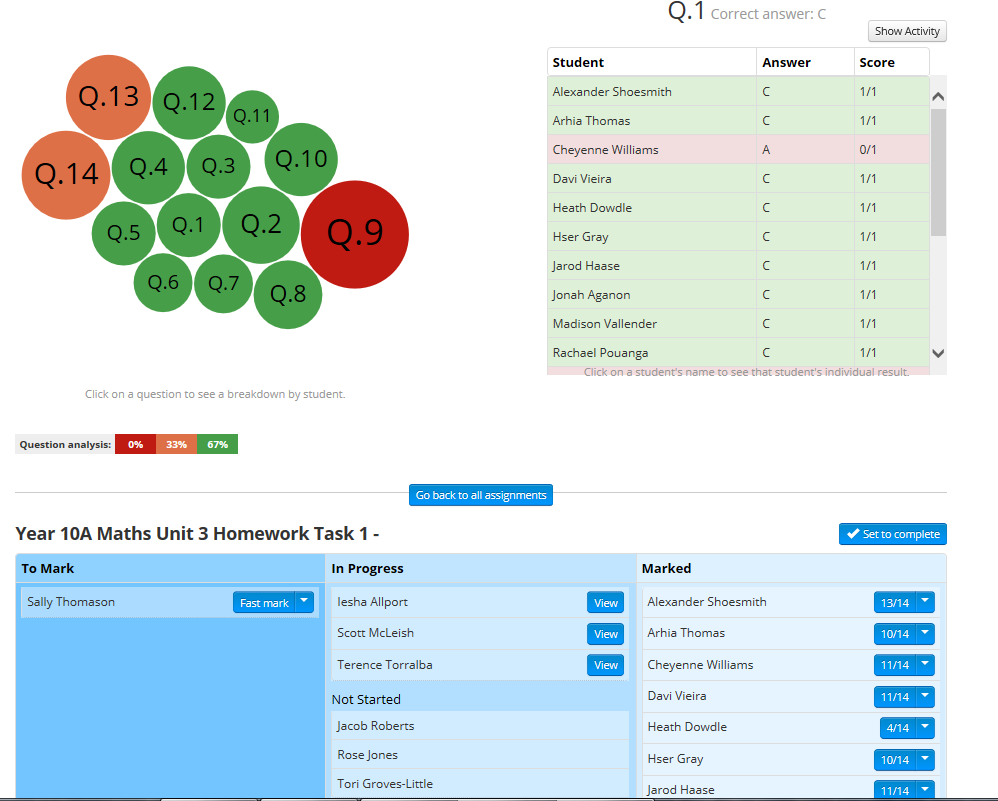 Q.1 Correct answer: C
Show Activity
Q.13
Q.12
Q.11
Q.14
Q.4
Q.3
Q.10
Q.5
Q.1
Q.2
Q.9
Q.6
Q.7
Q.8
Click on a question to see a breakdown by student.
Student Answer Score
Alexander Shoesmith C 1/1
Arhia Thomas C 1/1
Cheyenne Williams A 0/1
Davi Vieira C 1/1
Heath Dowdle C 1/1
Hser Gray C 1/1
Jarod Haase C 1/1
Jonah Aganon C 1/1
Madison Vallender C 1/1
Rachael Pouanga C 1/1
Click on a student's name to see that student's individual result.
Question analysis: 0% 33% 67%
Go back to all assignments
Year 10A Maths Unit 3 Homework Task 1 -
Set to complete
To Mark
Sally Thomason Fast mark
In Progress
Iesha Allport View
Scott McLeish View
Terence Torralba View
Not Started
Jacob Roberts
Rose Jones
Tori Groves-Little
Marked
Alexander Shoesmith 13/14
Arhia Thomas 10/14
Cheyenne Williams 11/14
Davi Vieira 11/14
Heath Dowdle 4/14
Hser Gray 10/14
Jarod Haase 11/14